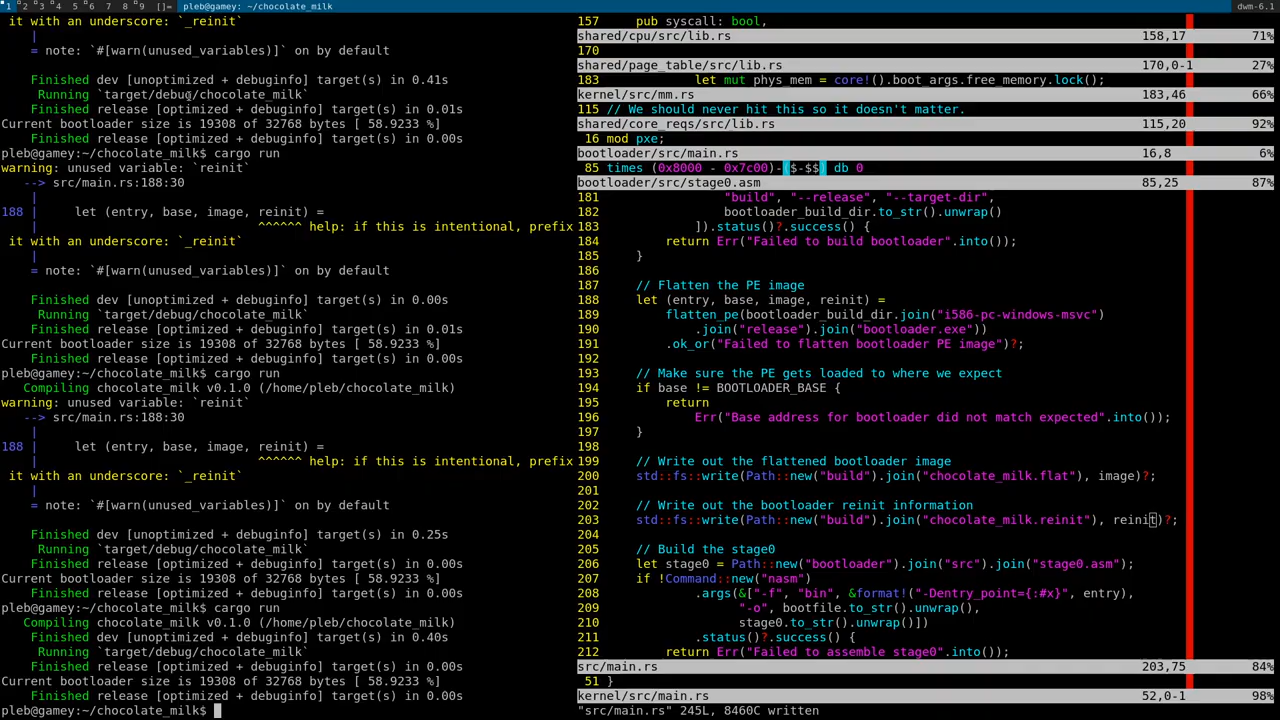 1 2 3 4 5 6 7 8 9 []= pleb@gamey: ~/chocolate_milk dwm-6.1
it with an underscore: `_reinit`
|
= note: `#[warn(unused_variables)]` on by default
Finished dev [unoptimized + debuginfo] target(s) in 0.41s
Running `target/debug/chocolate_milk`
Finished release [optimized + debuginfo] target(s) in 0.01s
Current bootloader size is 19308 of 32768 bytes [ 58.9233 %]
Finished release [optimized + debuginfo] target(s) in 0.00s
pleb@gamey:~/chocolate_milk$ cargo run
warning: unused variable: `reinit`
--> src/main.rs:188:30
|
188 | let (entry, base, image, reinit) =
| ^^^^^^ help: if this is intentional, prefix
it with an underscore: `_reinit`
|
= note: `#[warn(unused_variables)]` on by default
Finished dev [unoptimized + debuginfo] target(s) in 0.00s
Running `target/debug/chocolate_milk`
Finished release [optimized + debuginfo] target(s) in 0.01s
Current bootloader size is 19308 of 32768 bytes [ 58.9233 %]
Finished release [optimized + debuginfo] target(s) in 0.00s
pleb@gamey:~/chocolate_milk$ cargo run
Compiling chocolate_milk v0.1.0 (/home/pleb/chocolate_milk)
warning: unused variable: `reinit`
--> src/main.rs:188:30
|
188 | let (entry, base, image, reinit) =
| ^^^^^^ help: if this is intentional, prefix
it with an underscore: `_reinit`
|
= note: `#[warn(unused_variables)]` on by default
Finished dev [unoptimized + debuginfo] target(s) in 0.25s
Running `target/debug/chocolate_milk`
Finished release [optimized + debuginfo] target(s) in 0.00s
Current bootloader size is 19308 of 32768 bytes [ 58.9233 %]
Finished release [optimized + debuginfo] target(s) in 0.00s
pleb@gamey:~/chocolate_milk$ cargo run
Compiling chocolate_milk v0.1.0 (/home/pleb/chocolate_milk)
Finished dev [unoptimized + debuginfo] target(s) in 0.40s
Running `target/debug/chocolate_milk`
Finished release [optimized + debuginfo] target(s) in 0.00s
Current bootloader size is 19308 of 32768 bytes [ 58.9233 %]
Finished release [optimized + debuginfo] target(s) in 0.00s
pleb@gamey:~/chocolate_milk$
157 pub syscall: bool,
shared/cpu/src/lib.rs 158,17 71%
170
shared/page_table/src/lib.rs 170,0-1 27%
183 let mut phys_mem = core!().boot_args.free_memory.lock();
kernel/src/mm.rs 183,46 66%
115 // We should never hit this so it doesn't matter.
shared/core_reqs/src/lib.rs 115,20 92%
16 mod pxe;
bootloader/src/main.rs 16,8 6%
85 times (0x8000 - 0x7c00)-($-$$) db 0
bootloader/src/stage0.asm 85,25 87%
181 "build", "--release", "--target-dir",
182 bootloader_build_dir.to_str().unwrap()
183 ]).status()?.success() {
184 return Err("Failed to build bootloader".into());
185 }
186
187 // Flatten the PE image
188 let (entry, base, image, reinit) =
189 flatten_pe(bootloader_build_dir.join("i586-pc-windows-msvc")
190 .join("release").join("bootloader.exe"))
191 .ok_or("Failed to flatten bootloader PE image")?;
192
193 // Make sure the PE gets loaded to where we expect
194 if base != BOOTLOADER_BASE {
195 return
196 Err("Base address for bootloader did not match expected".into());
197 }
198
199 // Write out the flattened bootloader image
200 std::fs::write(Path::new("build").join("chocolate_milk.flat"), image)?;
201
202 // Write out the bootloader reinit information
203 std::fs::write(Path::new("build").join("chocolate_milk.reinit"), reinit)?;
204
205 // Build the stage0
206 let stage0 = Path::new("bootloader").join("src").join("stage0.asm");
207 if !Command::new("nasm")
208 .args(&["-f", "bin", &format!("-Dentry_point={:#x}", entry),
209 "-o", bootfile.to_str().unwrap(),
210 stage0.to_str().unwrap()])
211 .status()?.success() {
212 return Err("Failed to assemble stage0".into());
src/main.rs 203,75 84%
51 }
kernel/src/main.rs 52,0-1 98%
"src/main.rs" 245L, 8460C written